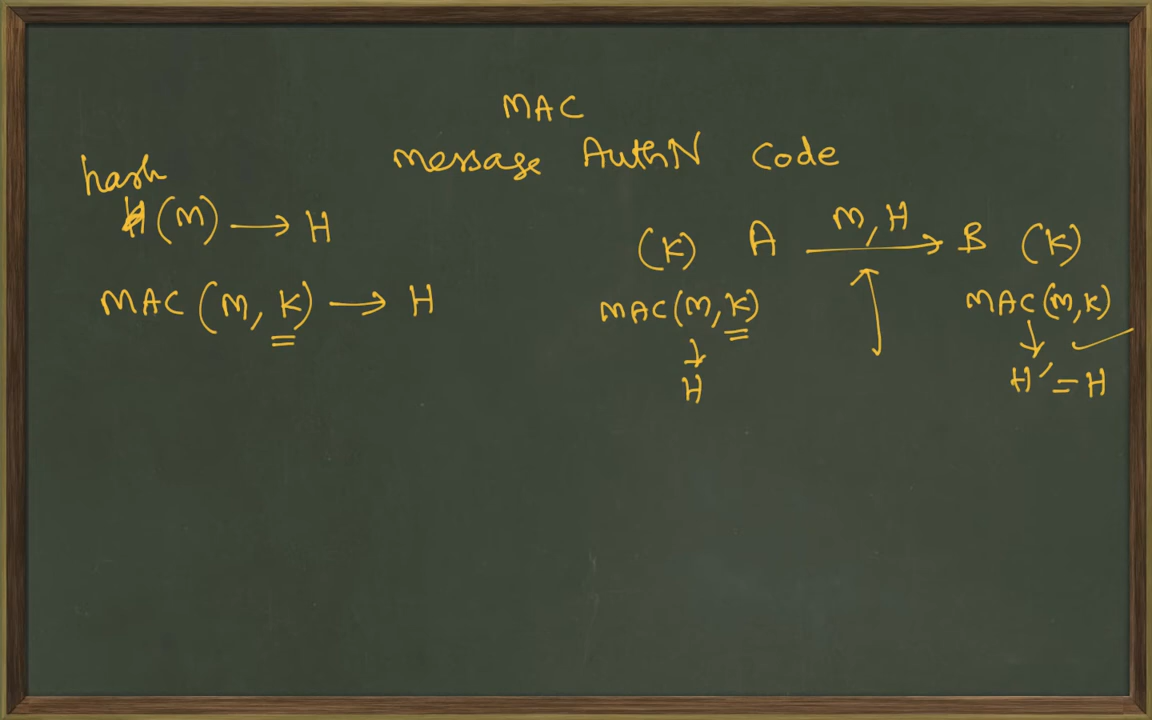 MAC
message AuthN Code
hash
H(M) → H
MAC(M, K) → H
(K) A M, H → B (K)
MAC(M, K)
↓
H
MAC(M, K)
↓ ✓
H' = H